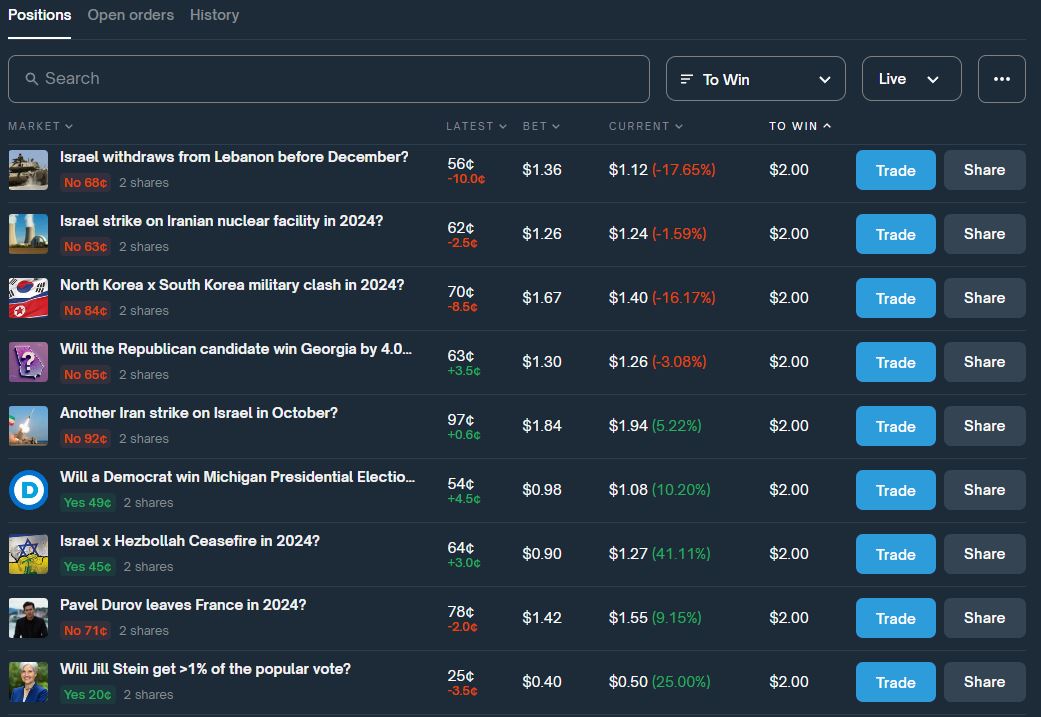 Positions Open orders History
Search To Win Live ...
MARKET LATEST BET CURRENT TO WIN
Israel withdraws from Lebanon before December? 56¢ $1.36 $1.12 (-17.65%) $2.00 Trade Share
No 68¢ 2 shares -10.0¢
Israel strike on Iranian nuclear facility in 2024? 62¢ $1.26 $1.24 (-1.59%) $2.00 Trade Share
No 63¢ 2 shares -2.5¢
North Korea x South Korea military clash in 2024? 70¢ $1.67 $1.40 (-16.17%) $2.00 Trade Share
No 84¢ 2 shares -8.5¢
Will the Republican candidate win Georgia by 4.0... 63¢ $1.30 $1.26 (-3.08%) $2.00 Trade Share
No 65¢ 2 shares +3.5¢
Another Iran strike on Israel in October? 97¢ $1.84 $1.94 (5.22%) $2.00 Trade Share
No 92¢ 2 shares +0.6¢
Will a Democrat win Michigan Presidential Electio... 54¢ $0.98 $1.08 (10.20%) $2.00 Trade Share
Yes 49¢ 2 shares +4.5¢
Israel x Hezbollah Ceasefire in 2024? 64¢ $0.90 $1.27 (41.11%) $2.00 Trade Share
Yes 45¢ 2 shares +3.0¢
Pavel Durov leaves France in 2024? 78¢ $1.42 $1.55 (9.15%) $2.00 Trade Share
No 71¢ 2 shares -2.0¢
Will Jill Stein get >1% of the popular vote? 25¢ $0.40 $0.50 (25.00%) $2.00 Trade Share
Yes 20¢ 2 shares -3.5¢